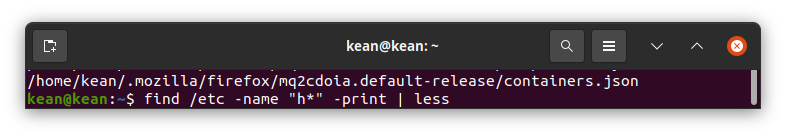 kean@kean: ~
/home/kean/.mozilla/firefox/mq2cdoia.default-release/containers.json
kean@kean:~$ find /etc -name "h*" -print | less